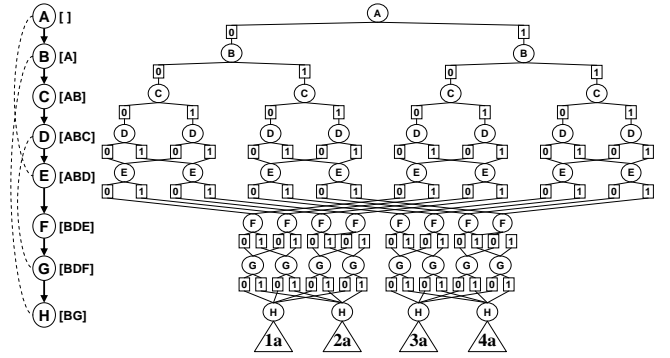 A [ ] A
0 1
B [A] B B
0 1 0 1
C [AB] C C C C
0 1 0 1 0 1 0 1
D [ABC] D D D D D D D D
0 1 0 1 0 1 0 1 0 1 0 1 0 1 0 1
E [ABD] E E E E E E E E
0 1 0 1 0 1 0 1 0 1 0 1 0 1 0 1
F [BDE] F F F F F F F F
0 1 0 1 0 1 0 1 0 1 0 1 0 1 0 1
G [BDF] G G G G G G G G
0 1 0 1 0 1 0 1 0 1 0 1 0 1 0 1
H [BG] H H H H
1a 2a 3a 4a